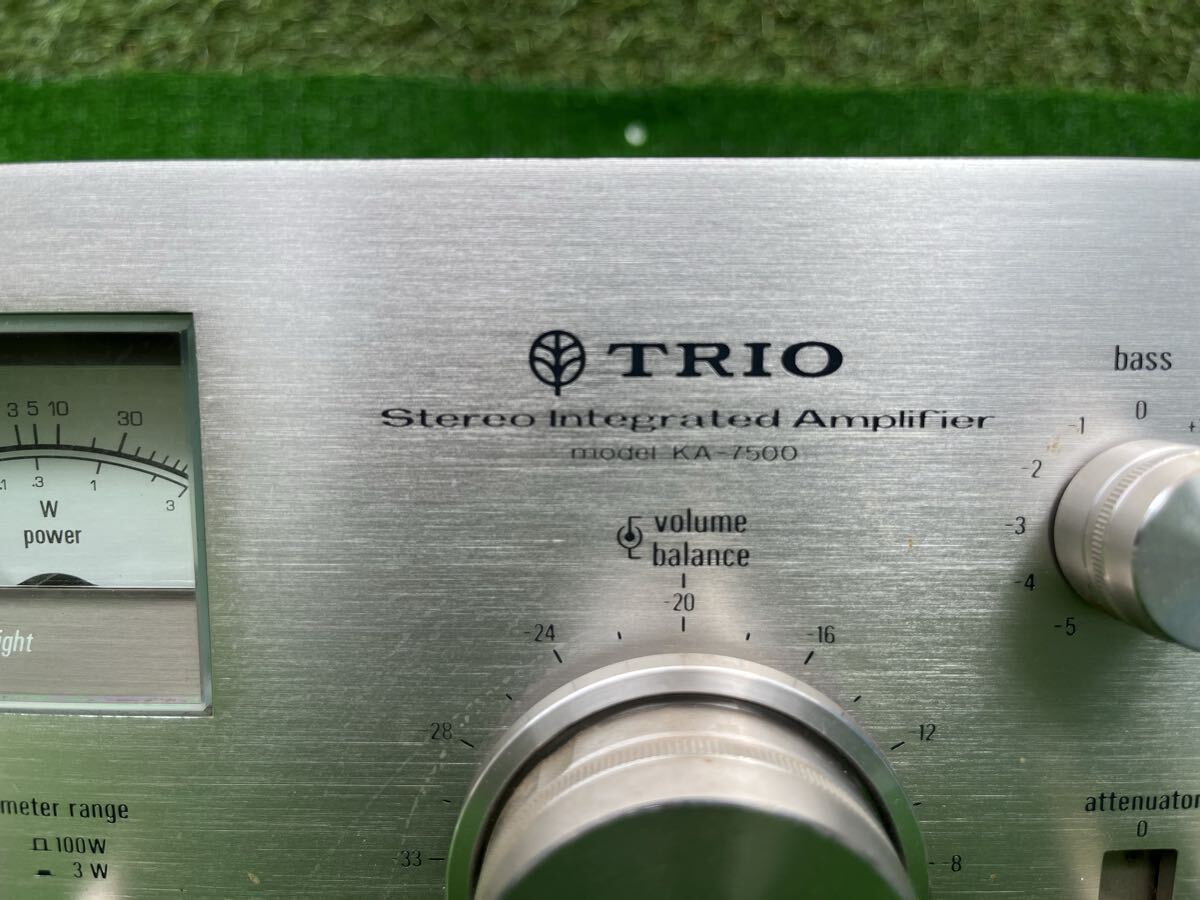 TRIO
Stereo Integrated Amplifier
model KA-7500
3 5 10 30
.1 .3 1 3
W
power
ight
volume
balance
-20
-24 -16
-28 -12
-33 -8
bass
0
-1 +
-2
-3
-4
-5
meter range
100W
3 W
attenuator
0